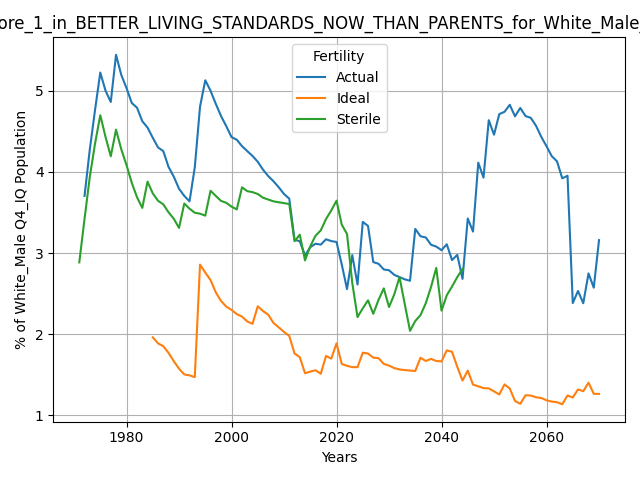 ore_1_in_BETTER_LIVING_STANDARDS_NOW_THAN_PARENTS_for_White_Male_
Fertility
Actual
Ideal
Sterile
% of White_Male Q4_IQ Population
5
4
3
2
1
1980 2000 2020 2040 2060
Years